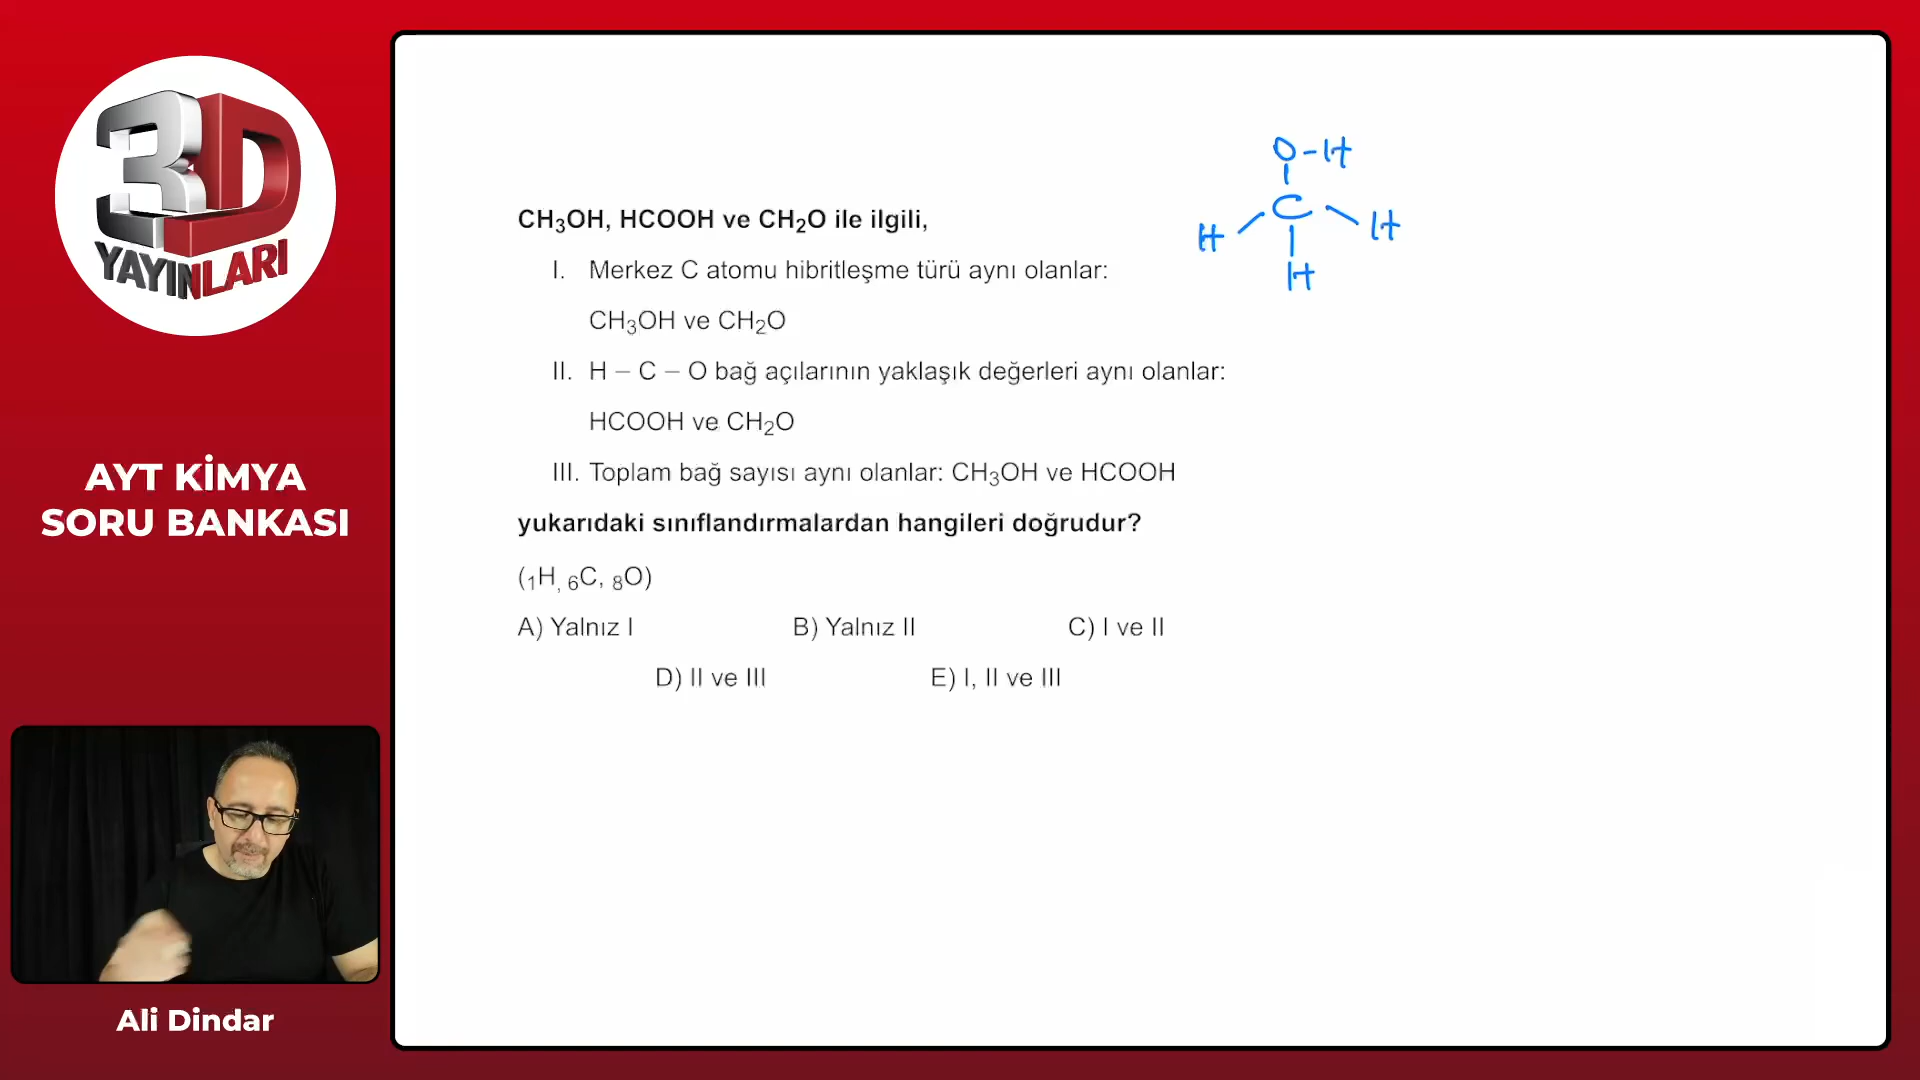 3D
YAYINLARI
AYT KİMYA
SORU BANKASI
Ali Dindar
CH₃OH, HCOOH ve CH₂O ile ilgili,
I. Merkez C atomu hibritleşme türü aynı olanlar:
CH₃OH ve CH₂O
II. H – C – O bağ açılarının yaklaşık değerleri aynı olanlar:
HCOOH ve CH₂O
III. Toplam bağ sayısı aynı olanlar: CH₃OH ve HCOOH
yukarıdaki sınıflandırmalardan hangileri doğrudur?
(₁H, ₆C, ₈O)
A) Yalnız I B) Yalnız II C) I ve II
D) II ve III E) I, II ve III
O-H
C
H H
H